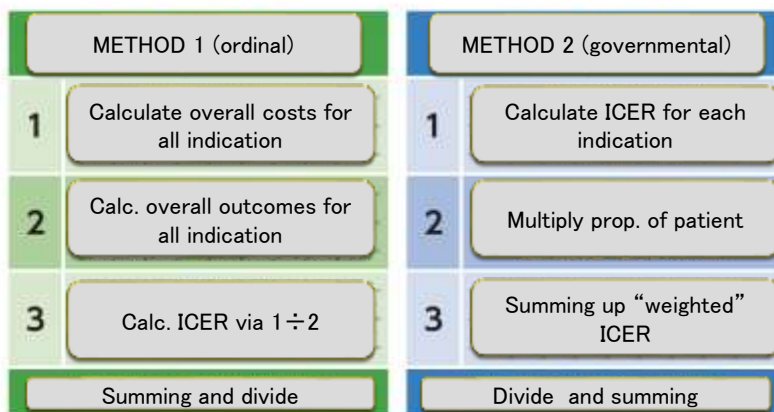 METHOD 1 (ordinal)
1
Calculate overall costs for
all indication
2
Calc. overall outcomes for
all indication
3
Calc. ICER via 1÷2
Summing and divide
METHOD 2 (governmental)
1
Calculate ICER for each
indication
2
Multiply prop. of patient
3
Summing up “weighted”
ICER
Divide and summing